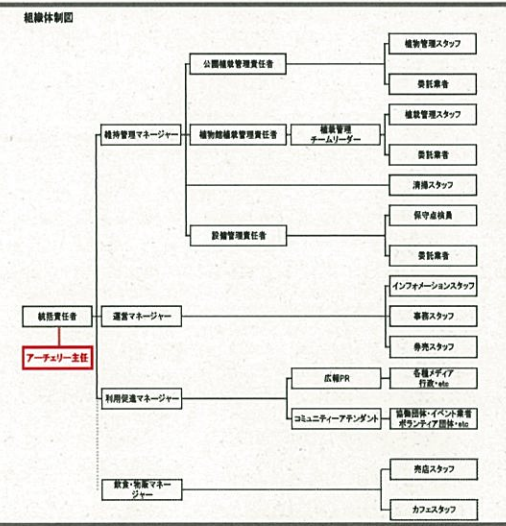 組織体制図
植物管理スタッフ
公園植栽管理責任者
委託業者
植栽管理スタッフ
維持管理マネージャー
植物館植栽管理責任者
植栽管理
チームリーダー
委託業者
清掃スタッフ
保守点検員
設備管理責任者
委託業者
インフォメーションスタッフ
統括責任者
運営マネージャー
事務スタッフ
アーチェリー主任
券売スタッフ
広報PR
各種メディア
行政・etc
利用促進マネージャー
コミュニティーアテンダント
協働団体・イベント業者
ボランティア団体・etc
売店スタッフ
飲食・物販マネー
ジャー
カフェスタッフ